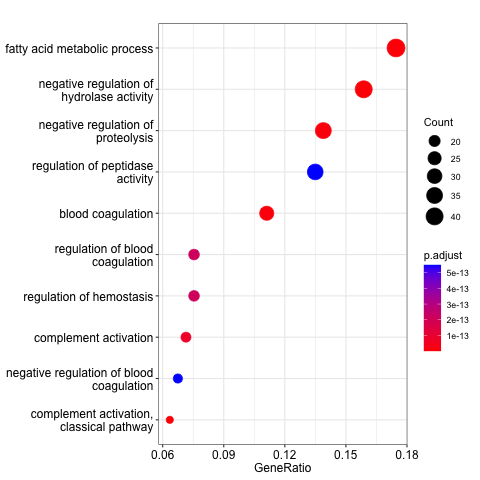 fatty acid metabolic process
negative regulation of
hydrolase activity
negative regulation of
proteolysis
regulation of peptidase
activity
blood coagulation
regulation of blood
coagulation
regulation of hemostasis
complement activation
negative regulation of blood
coagulation
complement activation,
classical pathway
0.06 0.09 0.12 0.15 0.18
GeneRatio
Count
20
25
30
35
40
p.adjust
5e-13
4e-13
3e-13
2e-13
1e-13